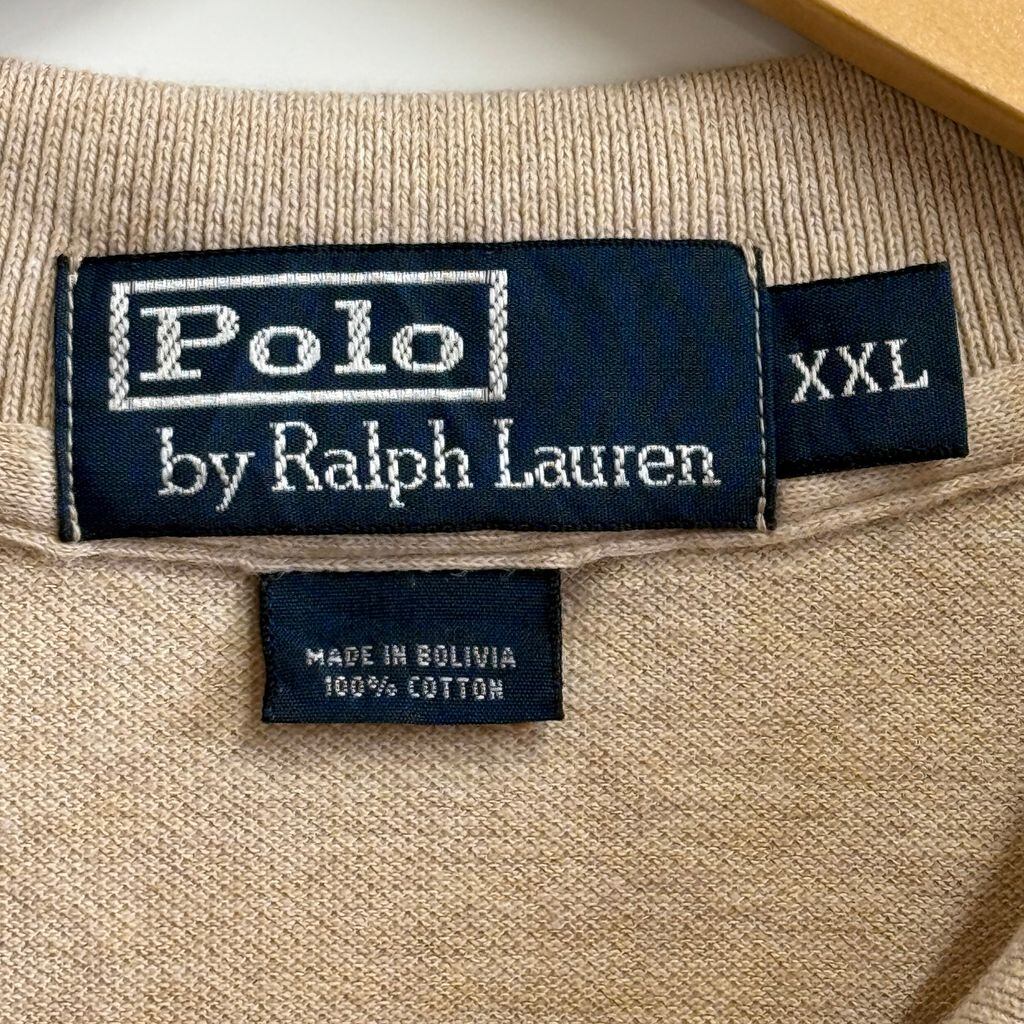 Polo
by Ralph Lauren
XXL
MADE IN BOLIVIA
100% COTTON